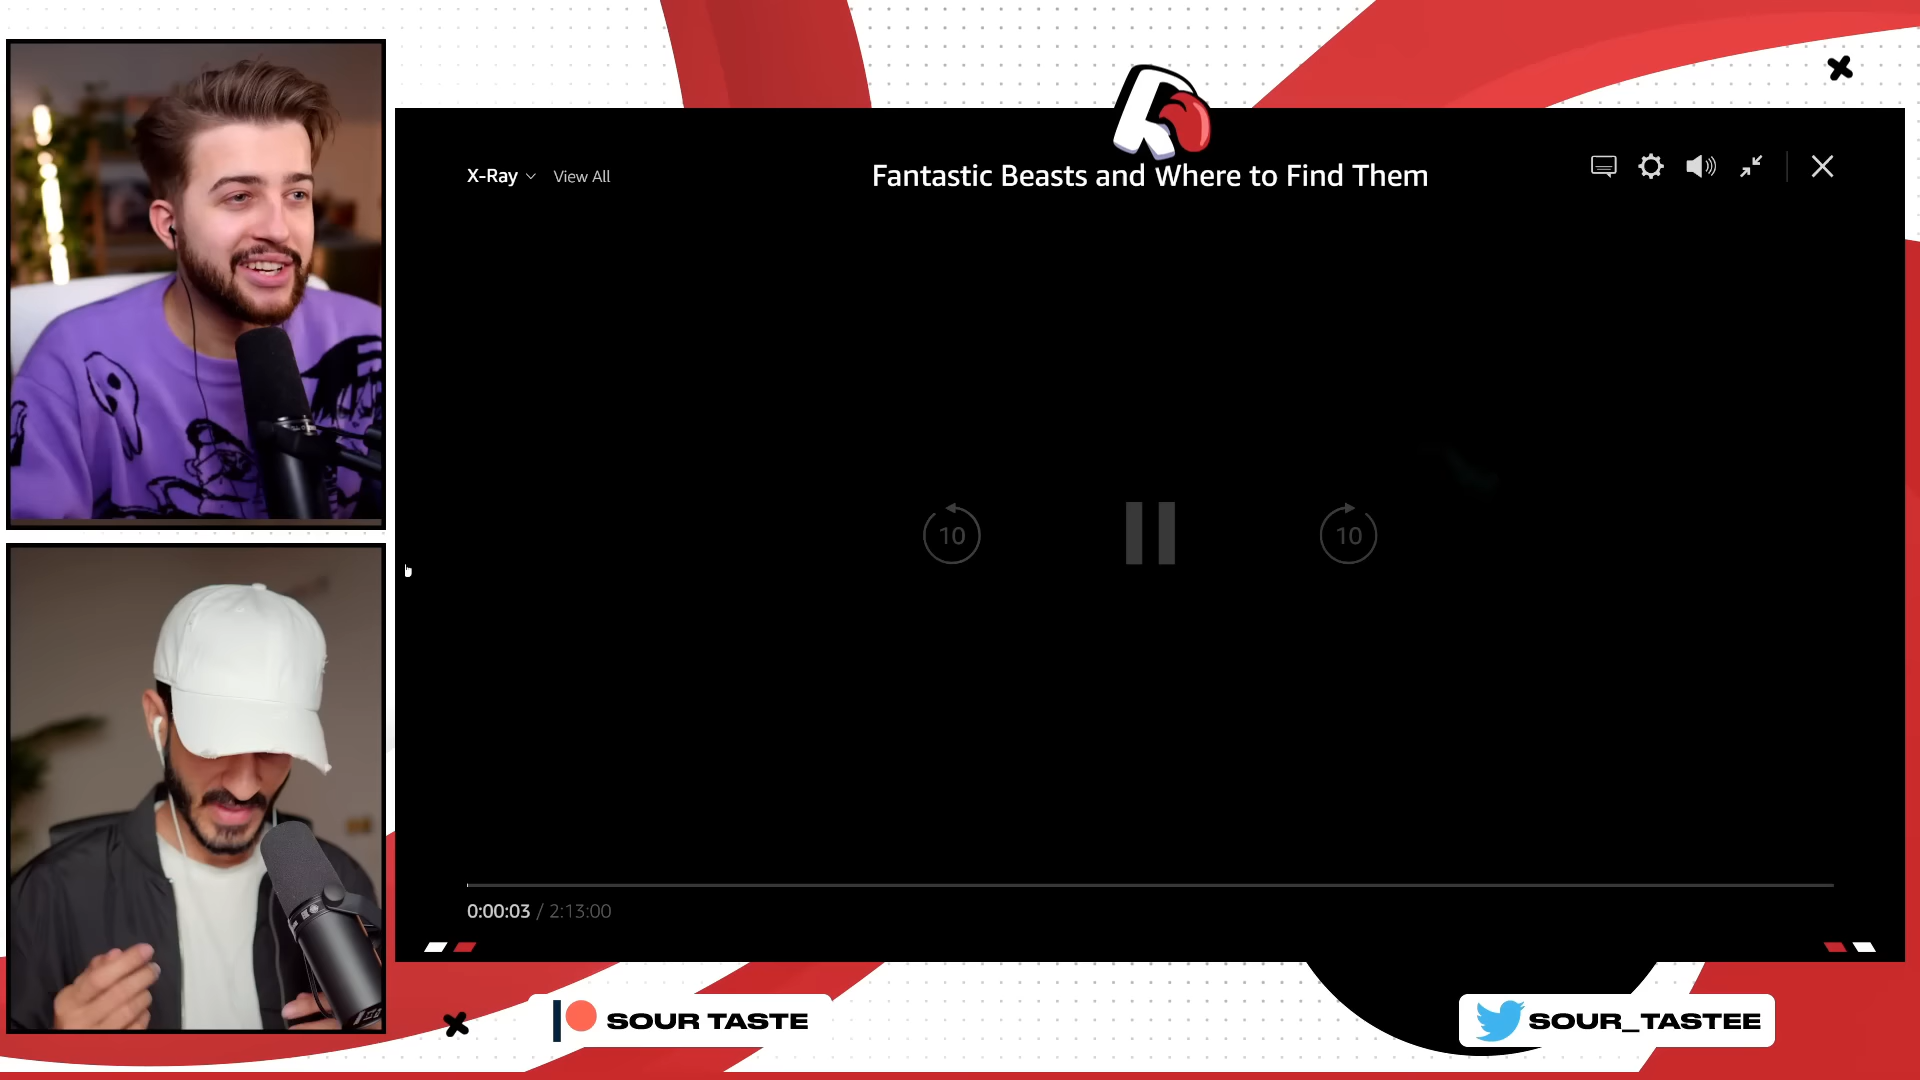 X-Ray View All
Fantastic Beasts and Where to Find Them
10
10
0:00:03 / 2:13:00
SOUR TASTE
SOUR_TASTEE